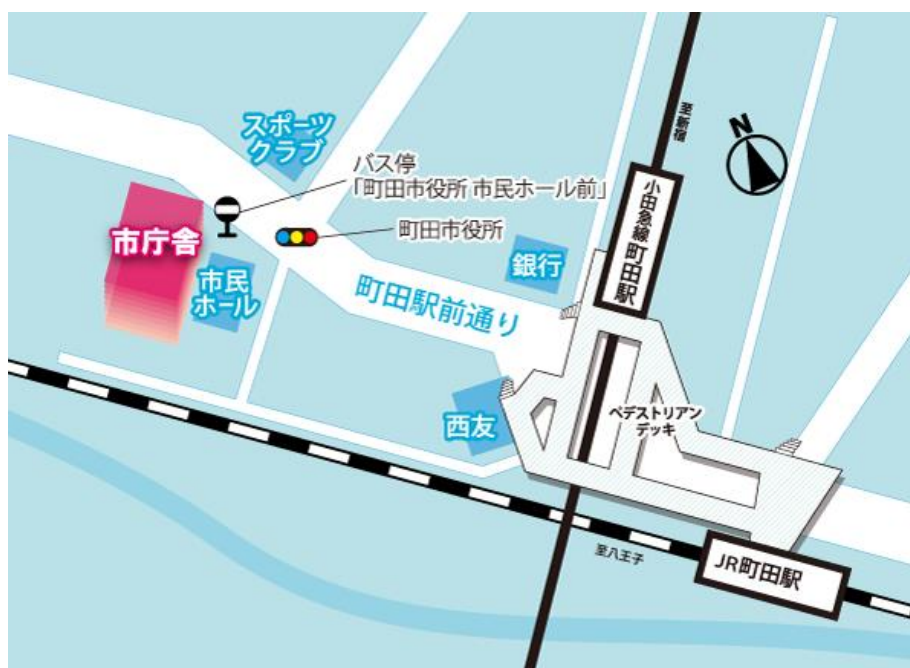 スポーツ
クラブ
バス停
「町田市役所 市民ホール前」
町田市役所
市庁舎
市民
ホール
町田駅前通り
銀行
西友
至新宿
N
小田急線 町田駅
ペデストリアン
デッキ
至八王子
JR町田駅